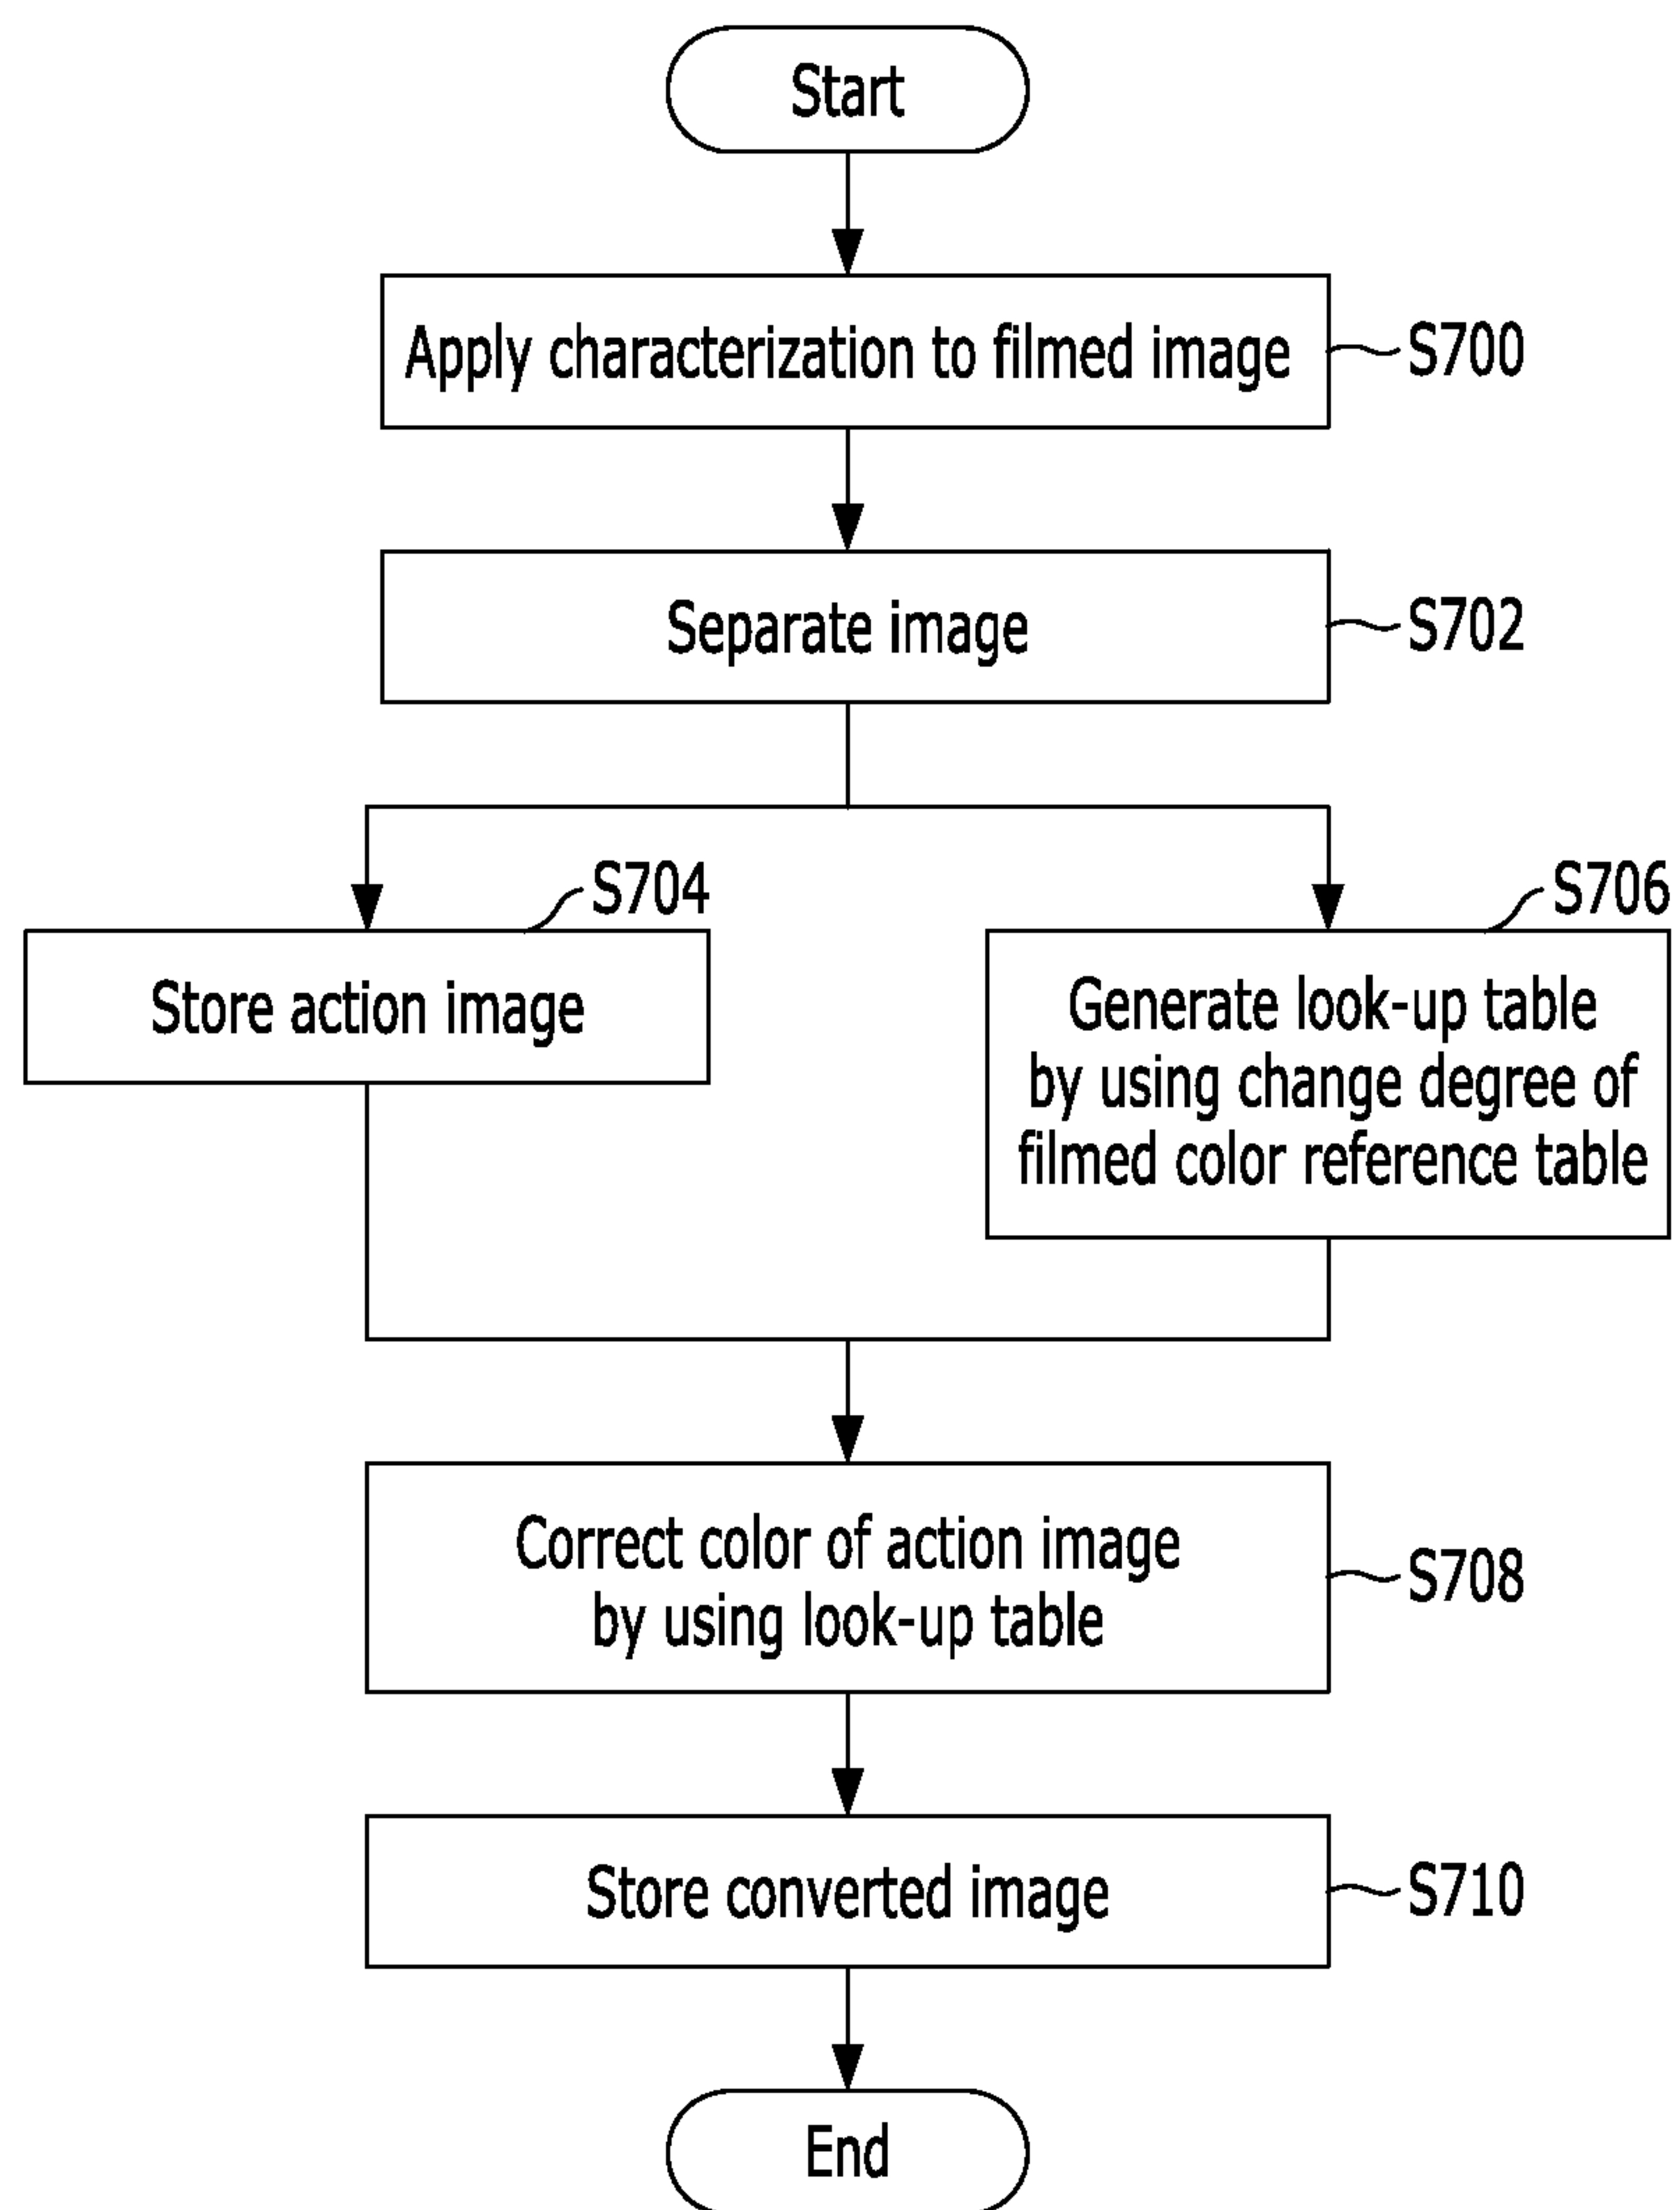 Start
Apply characterization to filmed image
S700
Separate image
S702
S704
Store action image
S706
Generate look-up table
by using change degree of
filmed color reference table
Correct color of action image
by using look-up table
S708
Store converted image
S710
End